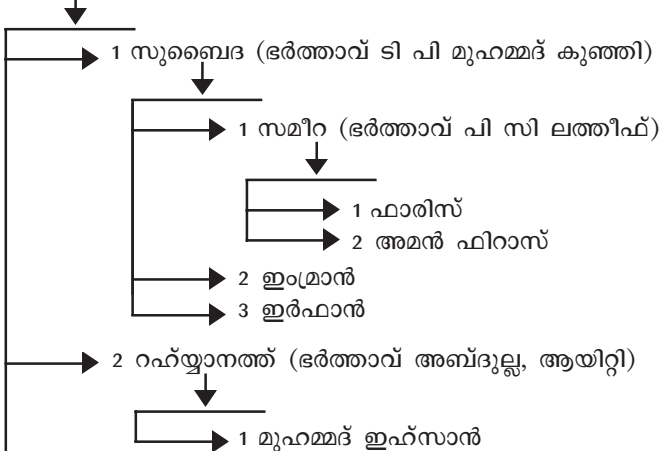 1 സുബൈദ (ഭർത്താവ് ടി പി മുഹമ്മദ് കുഞ്ഞി)
1 സമീറ (ഭർത്താവ് പി സി ലത്തീഫ്)
1 ഫാരിസ്
2 അമൻ ഫിറാസ്
2 ഇംമ്രാൻ
3 ഇർഫാൻ
2 റഹ്‌യ്യാനത്ത് (ഭർത്താവ് അബ്ദുല്ല, ആയിറ്റി)
1 മുഹമ്മദ് ഇഹ്‌സാൻ